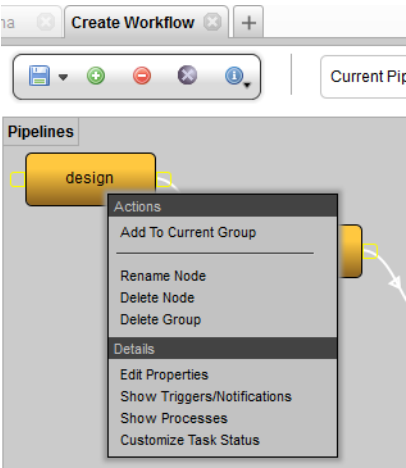 na
Create Workflow
Current Pip
Pipelines
design
Actions
Add To Current Group
Rename Node
Delete Node
Delete Group
Details
Edit Properties
Show Triggers/Notifications
Show Processes
Customize Task Status